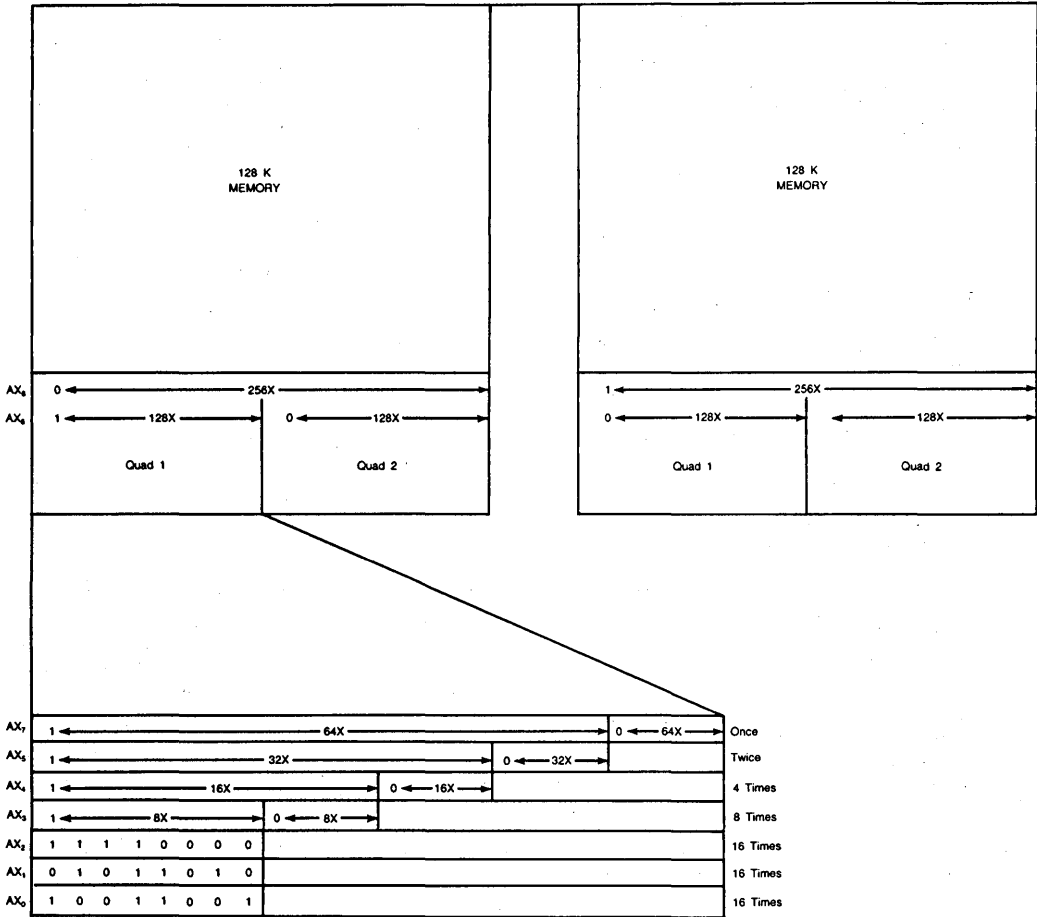 128 K
MEMORY
128 K
MEMORY
AX₈ 0 256X 1 256X
AX₆ 1 128X 0 128X 0 128X 128X
Quad 1 Quad 2 Quad 1 Quad 2
AX₇ 1 64X 0 64X Once
AX₅ 1 32X 0 32X Twice
AX₄ 1 16X 0 16X 4 Times
AX₃ 1 8X 0 8X 8 Times
AX₂ 1 1 1 1 0 0 0 0 16 Times
AX₁ 0 1 0 1 1 0 1 0 16 Times
AX₀ 1 0 0 1 1 0 0 1 16 Times